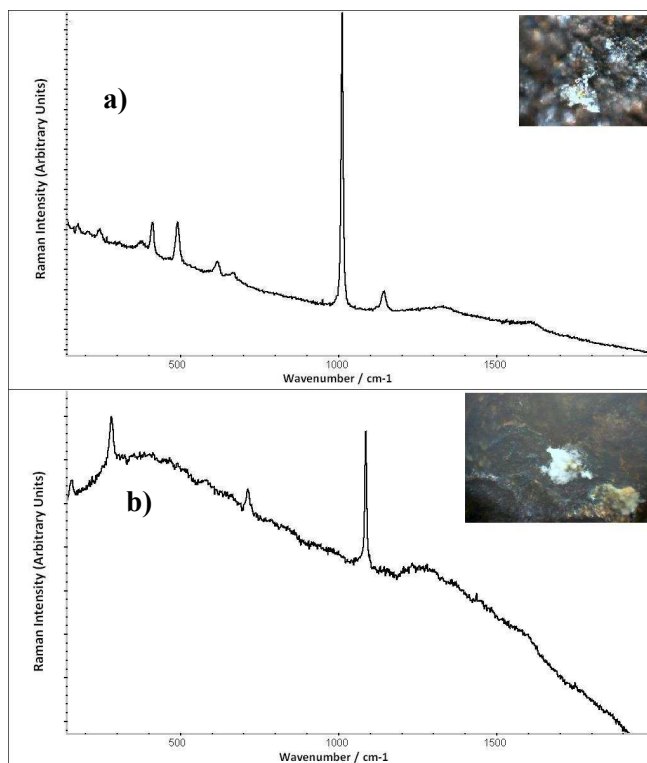 a)
Raman Intensity (Arbitrary Units)
500
1000
1500
Wavenumber / cm-1
b)
Raman Intensity (Arbitrary Units)
500
1000
1500
Wavenumber / cm-1